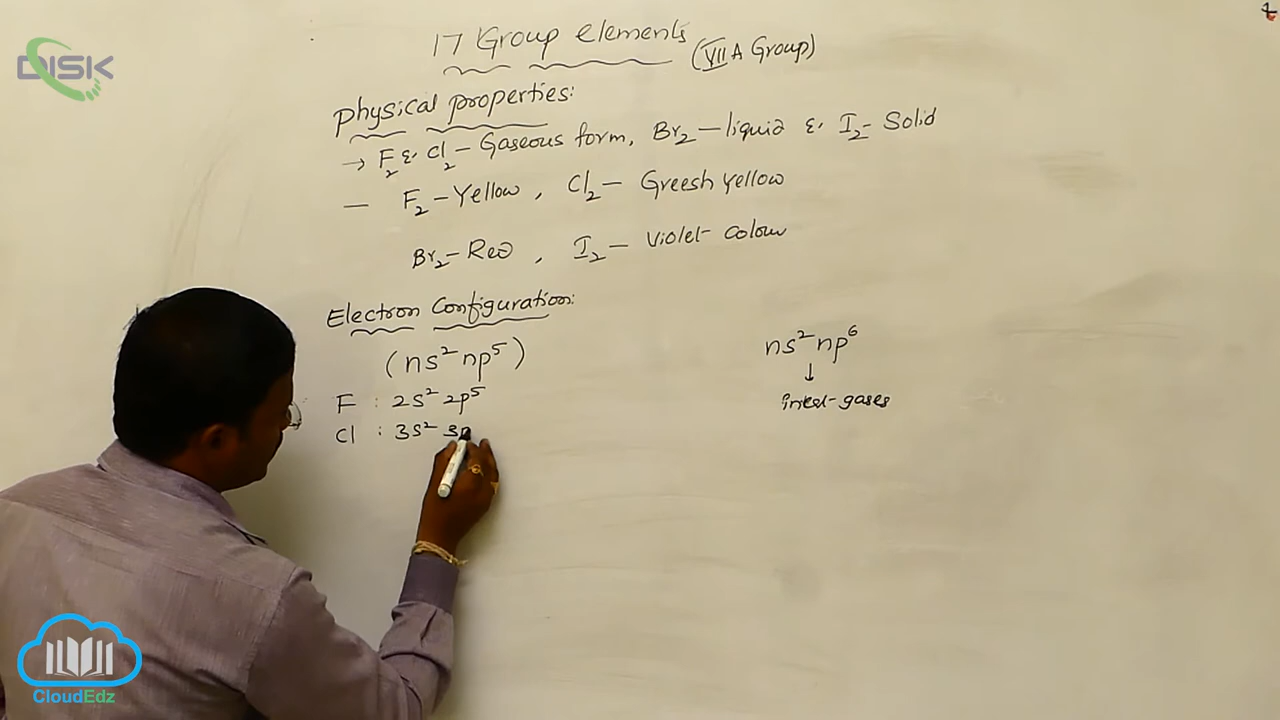 DISK
17 Group elements (VII A Group)
Physical properties:
→ F₂ & Cl₂ – Gaseous form, Br₂ – liquid & I₂ – Solid
— F₂ – Yellow, Cl₂ – Greesh yellow
Br₂ – Red, I₂ – Violet colour
Electron Configuration:
(ns² np⁵)
F : 2s² 2p⁵
Cl : 3s² 3p
ns² np⁶
↓
inert gases
CloudEdz